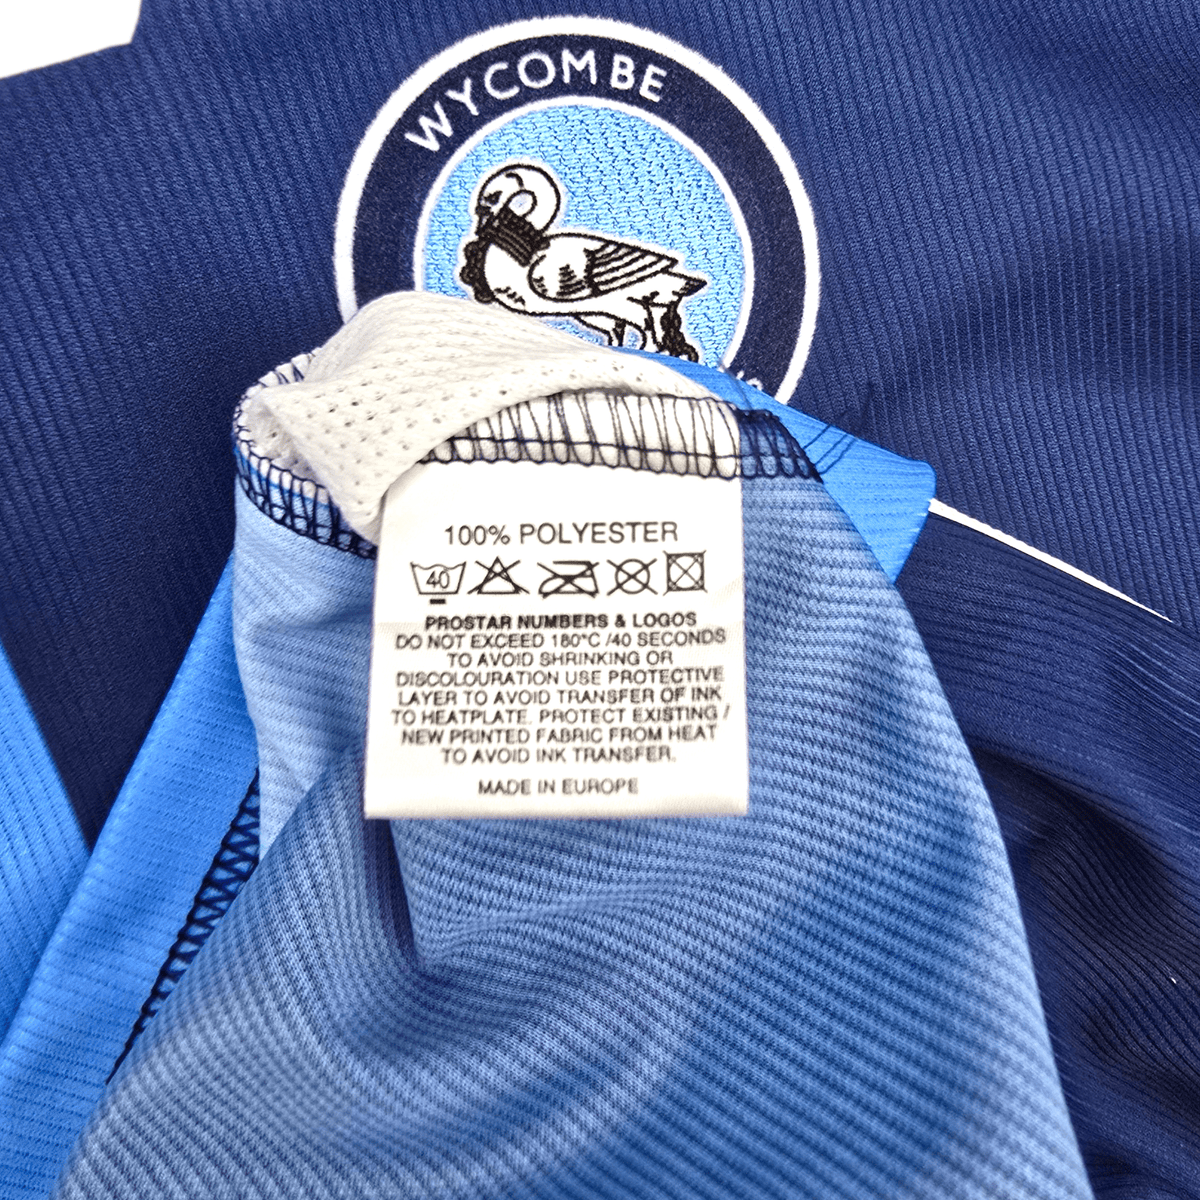 WYCOMBE
100% POLYESTER
40
PROSTAR NUMBERS & LOGOS
DO NOT EXCEED 180°C /40 SECONDS
TO AVOID SHRINKING OR
DISCOLOURATION USE PROTECTIVE
LAYER TO AVOID TRANSFER OF INK
TO HEATPLATE. PROTECT EXISTING /
NEW PRINTED FABRIC FROM HEAT
TO AVOID INK TRANSFER.
MADE IN EUROPE